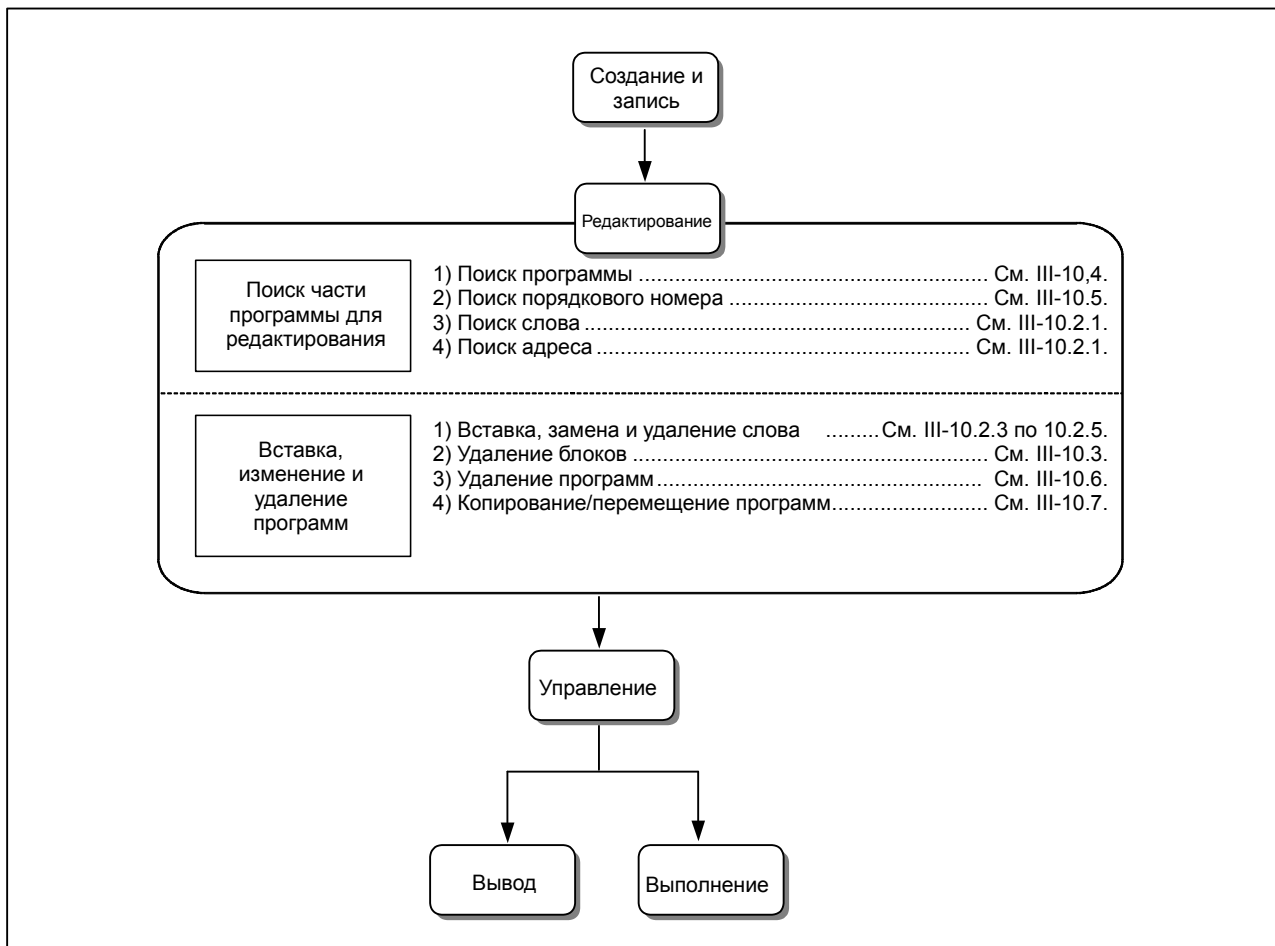 Создание и
запись
Редактирование
Поиск части
программы для
редактирования
1) Поиск программы ................................................ См. III-10,4.
2) Поиск порядкового номера .................................... См. III-10.5.
3) Поиск слова ..................................................... См. III-10.2.1.
4) Поиск адреса .................................................... См. III-10.2.1.
Вставка,
изменение и
удаление
программ
1) Вставка, замена и удаление слова .........См. III-10.2.3 по 10.2.5.
2) Удаление блоков ................................................ См. III-10.3.
3) Удаление программ ............................................. См. III-10.6.
4) Копирование/перемещение программ....................... См. III-10.7.
Управление
Вывод
Выполнение